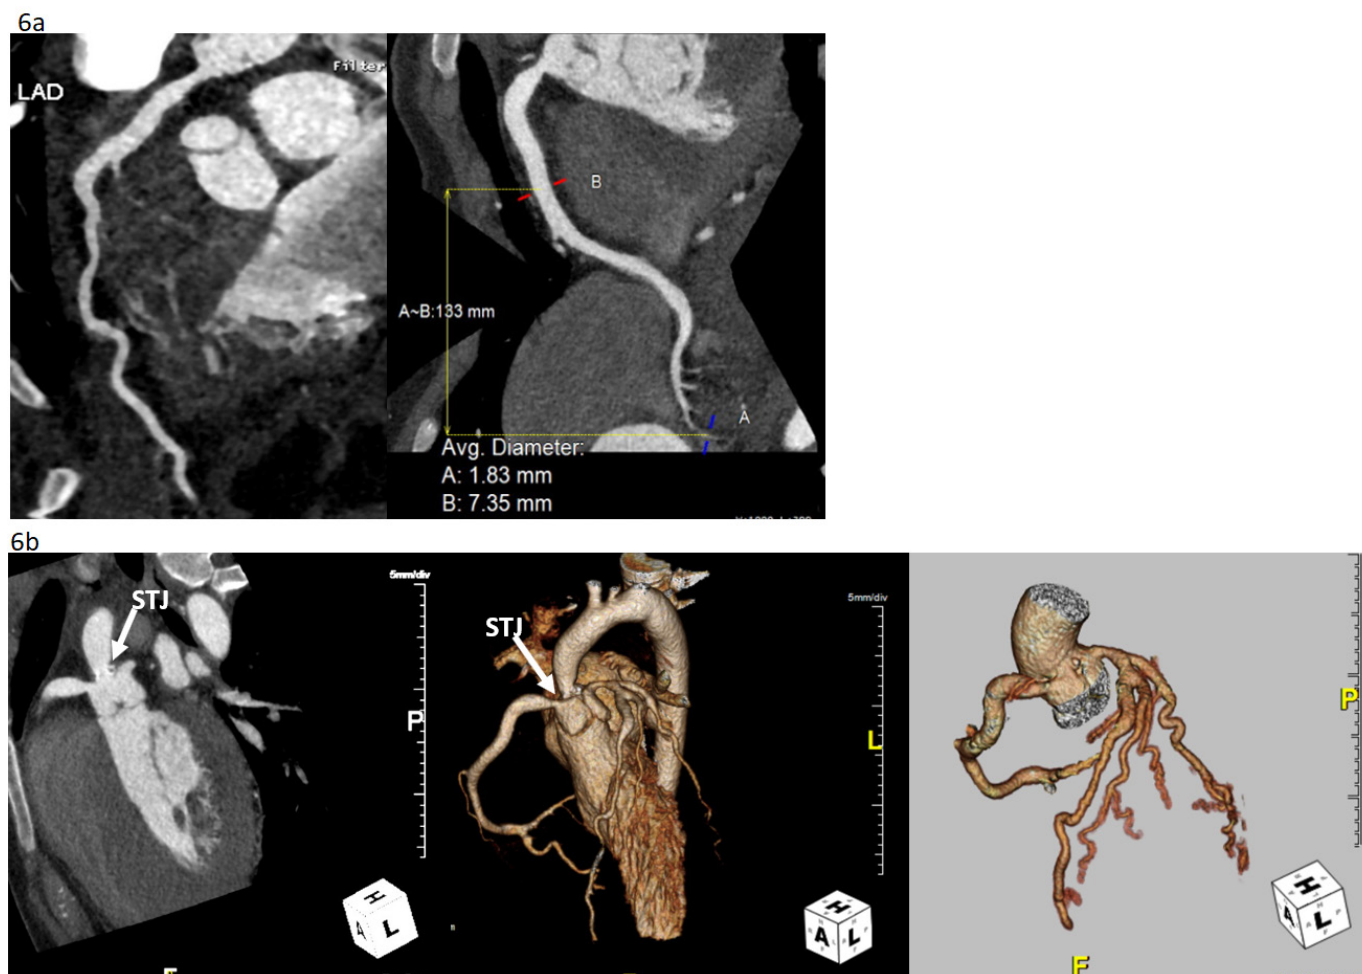 6a
LAD
Filter
B
A~B:133 mm
A
Avg. Diameter:
A: 1.83 mm
B: 7.35 mm
6b
STJ
5mm/div
P
H
A
L
STJ
5mm/div
L
H
A
L
P
H
A
L
F